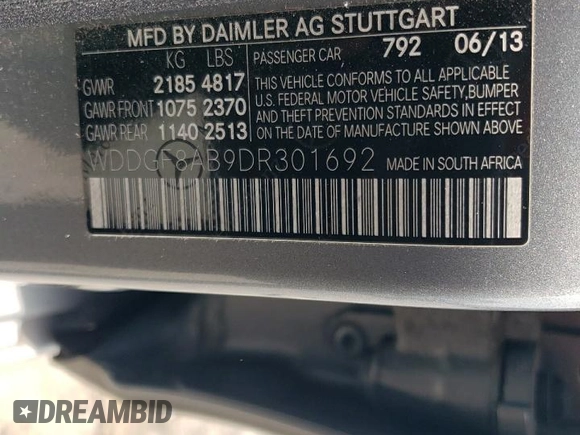 MFD BY DAIMLER AG STUTTGART
KG LBS PASSENGER CAR, 792 06/13
GVWR 2185 4817
GAWR FRONT 1075 2370
GAWR REAR 1140 2513
THIS VEHICLE CONFORMS TO ALL APPLICABLE
U.S. FEDERAL MOTOR VEHICLE SAFETY, BUMPER
AND THEFT PREVENTION STANDARDS IN EFFECT
ON THE DATE OF MANUFACTURE SHOWN ABOVE.
WDDGF8AB9DR301692 MADE IN SOUTH AFRICA
DREAMBID